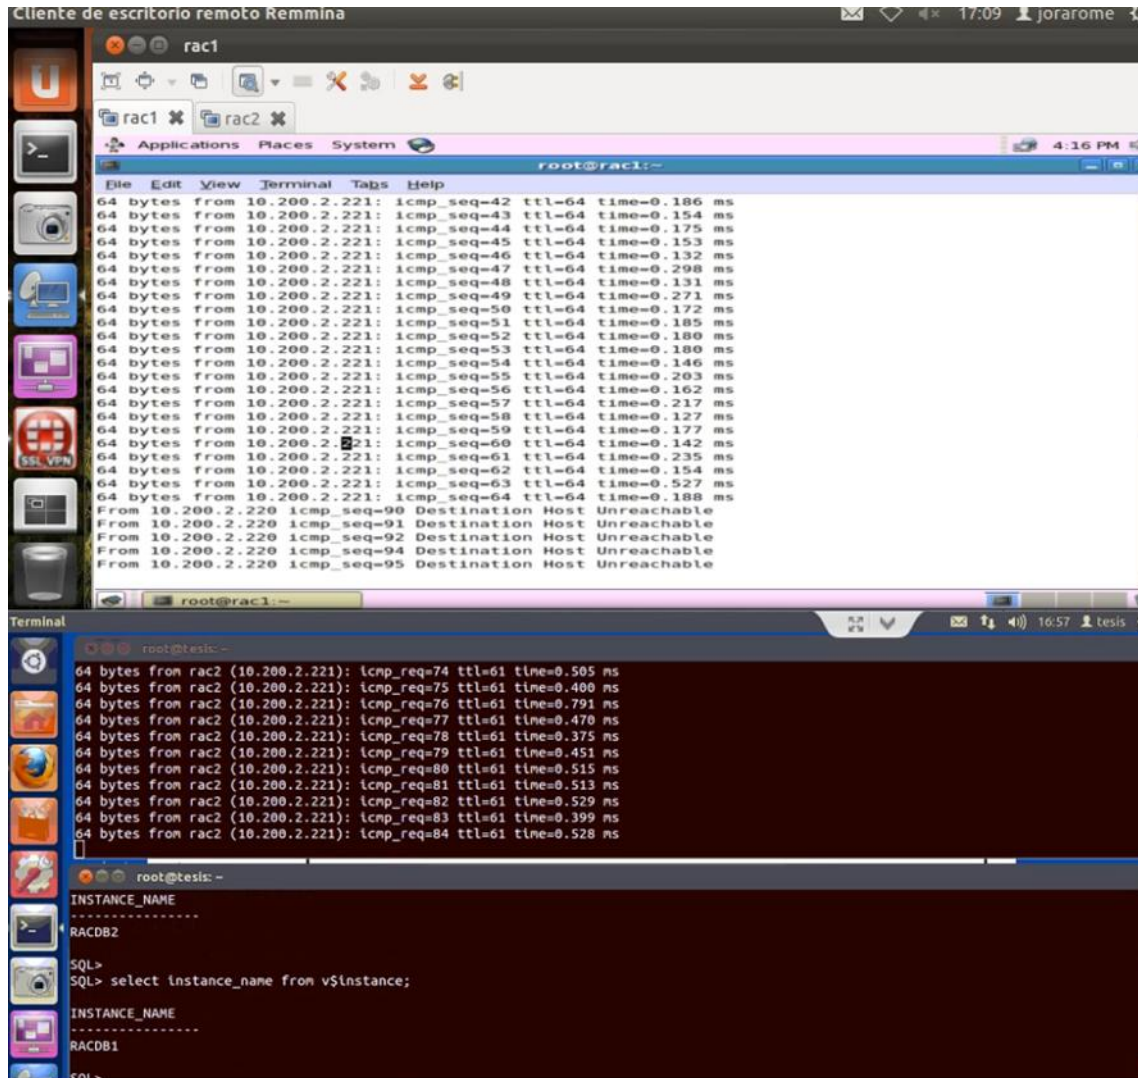 Cliente de escritorio remoto Remmina
17:09 jorarome
rac1
rac1 rac2
Applications Places System 4:16 PM
root@rac1:~
File Edit View Terminal Tabs Help
64 bytes from 10.200.2.221: icmp_seq=42 ttl=64 time=0.186 ms
64 bytes from 10.200.2.221: icmp_seq=43 ttl=64 time=0.154 ms
64 bytes from 10.200.2.221: icmp_seq=44 ttl=64 time=0.175 ms
64 bytes from 10.200.2.221: icmp_seq=45 ttl=64 time=0.153 ms
64 bytes from 10.200.2.221: icmp_seq=46 ttl=64 time=0.132 ms
64 bytes from 10.200.2.221: icmp_seq=47 ttl=64 time=0.298 ms
64 bytes from 10.200.2.221: icmp_seq=48 ttl=64 time=0.131 ms
64 bytes from 10.200.2.221: icmp_seq=49 ttl=64 time=0.271 ms
64 bytes from 10.200.2.221: icmp_seq=50 ttl=64 time=0.172 ms
64 bytes from 10.200.2.221: icmp_seq=51 ttl=64 time=0.185 ms
64 bytes from 10.200.2.221: icmp_seq=52 ttl=64 time=0.180 ms
64 bytes from 10.200.2.221: icmp_seq=53 ttl=64 time=0.180 ms
64 bytes from 10.200.2.221: icmp_seq=54 ttl=64 time=0.146 ms
64 bytes from 10.200.2.221: icmp_seq=55 ttl=64 time=0.203 ms
64 bytes from 10.200.2.221: icmp_seq=56 ttl=64 time=0.162 ms
64 bytes from 10.200.2.221: icmp_seq=57 ttl=64 time=0.217 ms
64 bytes from 10.200.2.221: icmp_seq=58 ttl=64 time=0.127 ms
64 bytes from 10.200.2.221: icmp_seq=59 ttl=64 time=0.177 ms
64 bytes from 10.200.2.221: icmp_seq=60 ttl=64 time=0.142 ms
64 bytes from 10.200.2.221: icmp_seq=61 ttl=64 time=0.235 ms
64 bytes from 10.200.2.221: icmp_seq=62 ttl=64 time=0.154 ms
64 bytes from 10.200.2.221: icmp_seq=63 ttl=64 time=0.527 ms
64 bytes from 10.200.2.221: icmp_seq=64 ttl=64 time=0.188 ms
From 10.200.2.220 icmp_seq=90 Destination Host Unreachable
From 10.200.2.220 icmp_seq=91 Destination Host Unreachable
From 10.200.2.220 icmp_seq=92 Destination Host Unreachable
From 10.200.2.220 icmp_seq=94 Destination Host Unreachable
From 10.200.2.220 icmp_seq=95 Destination Host Unreachable
SSL VPN
root@rac1:~
Terminal 16:57 tesis
root@tesis: ~
64 bytes from rac2 (10.200.2.221): icmp_req=74 ttl=61 time=0.505 ms
64 bytes from rac2 (10.200.2.221): icmp_req=75 ttl=61 time=0.400 ms
64 bytes from rac2 (10.200.2.221): icmp_req=76 ttl=61 time=0.791 ms
64 bytes from rac2 (10.200.2.221): icmp_req=77 ttl=61 time=0.470 ms
64 bytes from rac2 (10.200.2.221): icmp_req=78 ttl=61 time=0.375 ms
64 bytes from rac2 (10.200.2.221): icmp_req=79 ttl=61 time=0.451 ms
64 bytes from rac2 (10.200.2.221): icmp_req=80 ttl=61 time=0.515 ms
64 bytes from rac2 (10.200.2.221): icmp_req=81 ttl=61 time=0.513 ms
64 bytes from rac2 (10.200.2.221): icmp_req=82 ttl=61 time=0.529 ms
64 bytes from rac2 (10.200.2.221): icmp_req=83 ttl=61 time=0.399 ms
64 bytes from rac2 (10.200.2.221): icmp_req=84 ttl=61 time=0.528 ms
root@tesis: ~
INSTANCE_NAME
----------------
RACDB2
SQL>
SQL> select instance_name from v$instance;
INSTANCE_NAME
----------------
RACDB1
SQL>